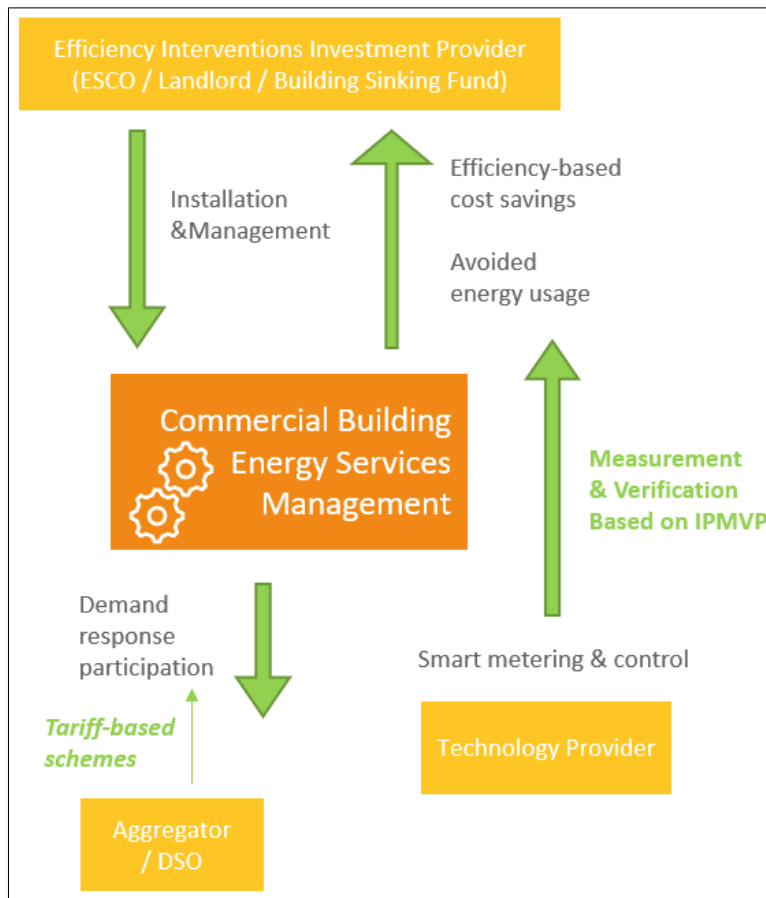 Efficiency Interventions Investment Provider
(ESCO / Landlord / Building Sinking Fund)
Installation
&Management
Efficiency-based
cost savings
Avoided
energy usage
Commercial Building
Energy Services
Management
Measurement
& Verification
Based on IPMVP
Demand
response
participation
Smart metering & control
Tariff-based
schemes
Technology Provider
Aggregator
/ DSO